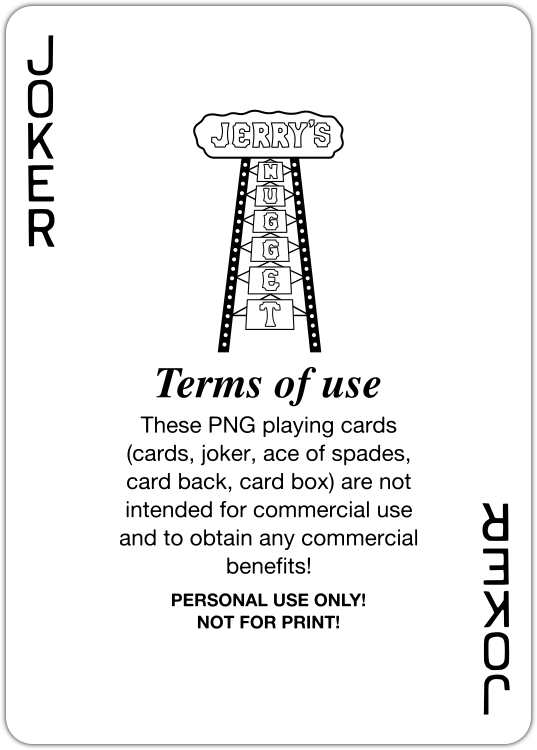 JOKER
JERRY'S
NUGGET
Terms of use
These PNG playing cards
(cards, joker, ace of spades,
card back, card box) are not
intended for commercial use
and to obtain any commercial
benefits!
PERSONAL USE ONLY!
NOT FOR PRINT!
JOKER